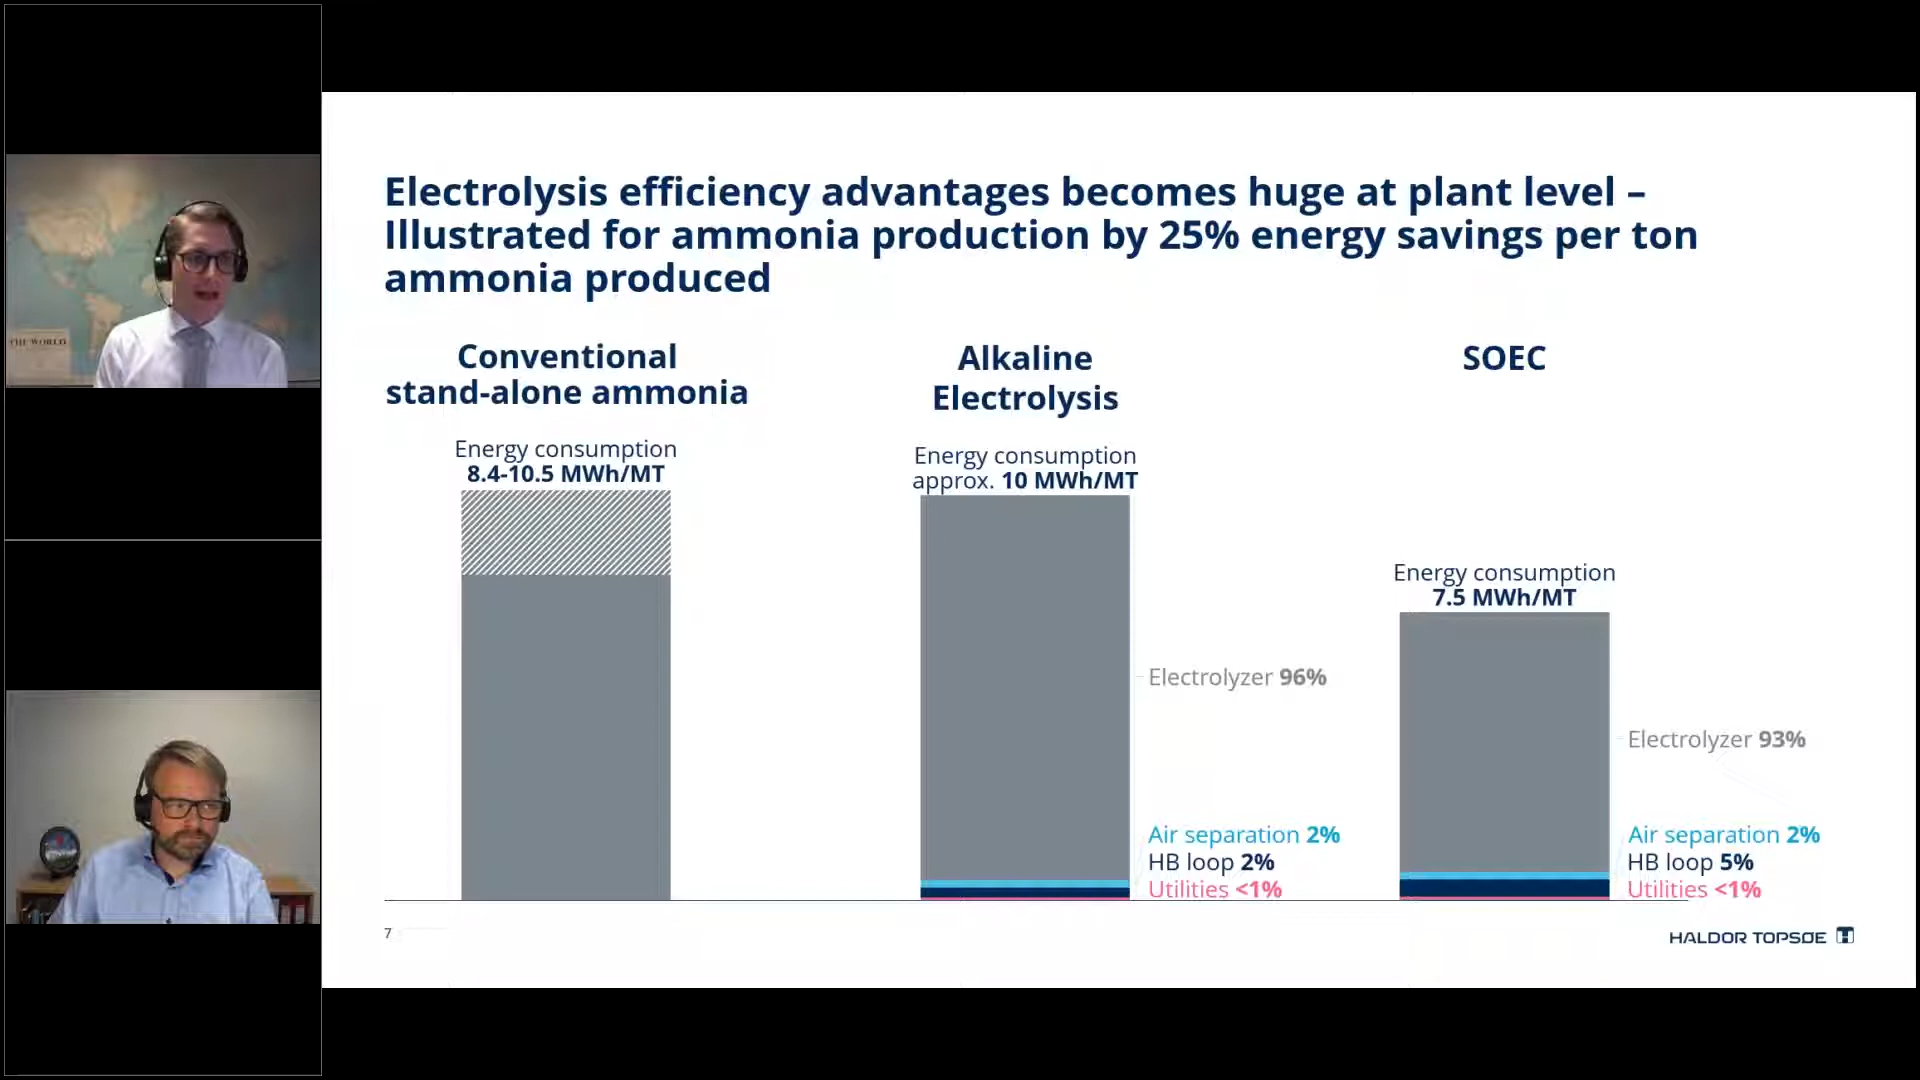 THE WORLD
Electrolysis efficiency advantages becomes huge at plant level –
Illustrated for ammonia production by 25% energy savings per ton
ammonia produced
Conventional
stand-alone ammonia
Energy consumption
8.4-10.5 MWh/MT
Alkaline
Electrolysis
Energy consumption
approx. 10 MWh/MT
Electrolyzer 96%
Air separation 2%
HB loop 2%
Utilities <1%
SOEC
Energy consumption
7.5 MWh/MT
Electrolyzer 93%
Air separation 2%
HB loop 5%
Utilities <1%
7
HALDOR TOPSØE